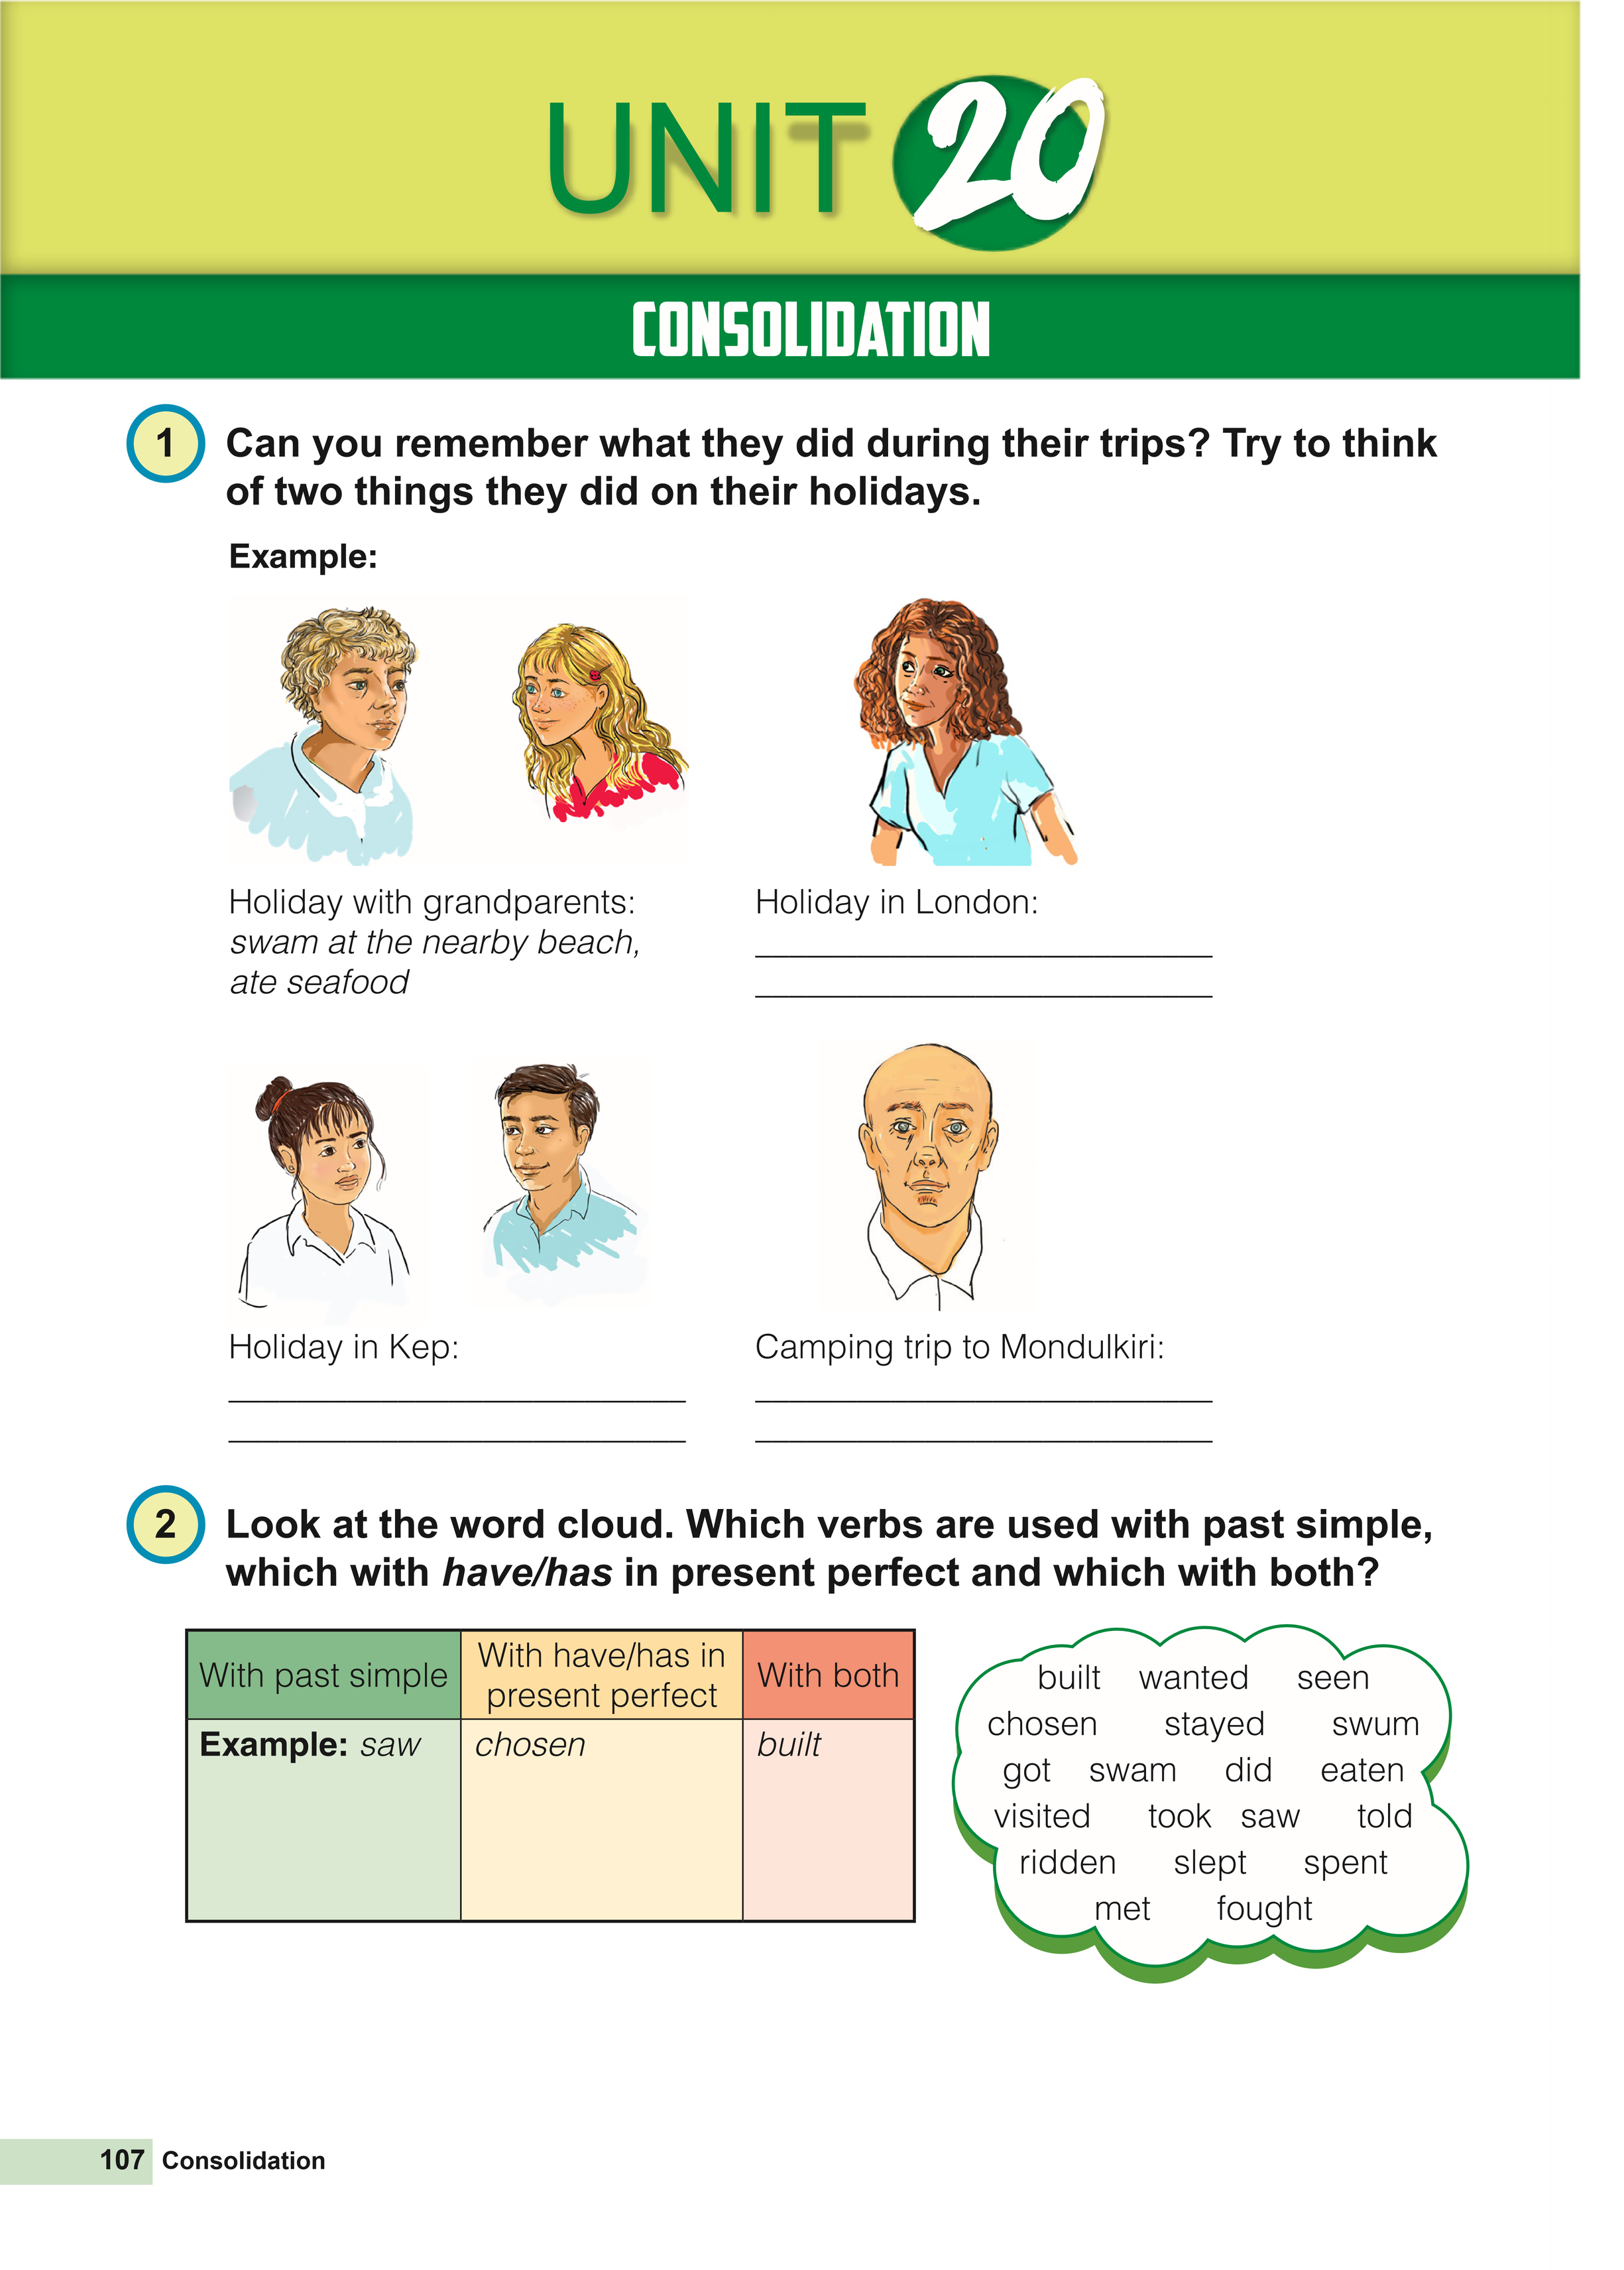 UNIT 20
CONSOLIDATION
1 Can you remember what they did during their trips? Try to think
of two things they did on their holidays.
Example:
Holiday with grandparents:
swam at the nearby beach,
ate seafood
Holiday in London:
Holiday in Kep:
Camping trip to Mondulkiri:
2 Look at the word cloud. Which verbs are used with past simple,
which with have/has in present perfect and which with both?
With past simple
With have/has in
present perfect
With both
Example: saw
chosen
built
built wanted seen
chosen stayed swum
got swam did eaten
visited took saw told
ridden slept spent
met fought
107 Consolidation